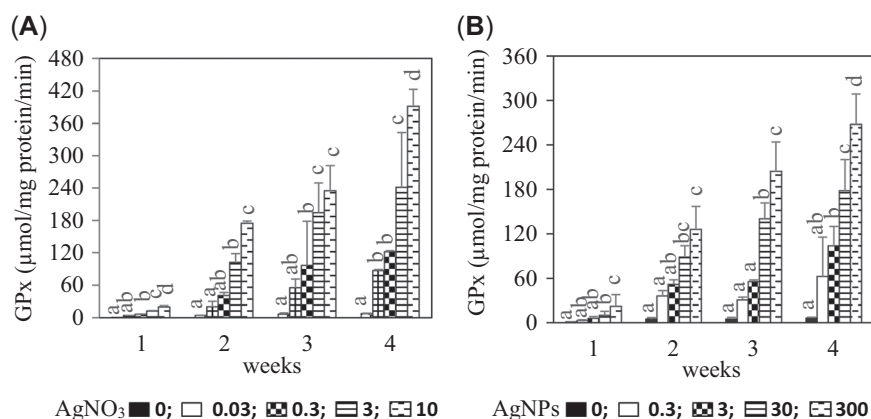 (A)
GPx (µmol/mg protein/min)
480
420
360
300
240
180
120
60
0
a ab b c d
a ab ab b c
a ab b c c
a b b c d
1 2 3 4
weeks
AgNO₃ 0; 0.03; 0.3; 3; 10
(B)
GPx (µmol/mg protein/min)
360
300
240
180
120
60
0
a ab ab b c
a a ab bc c
a a a b c
a ab b c d
1 2 3 4
weeks
AgNPs 0; 0.3; 3; 30; 300